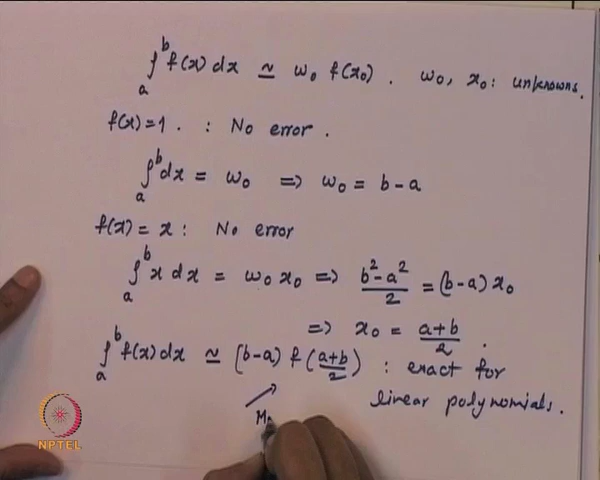 ∫_a^b f(x) dx ≃ w₀ f(x₀) . w₀, x₀ : unknowns.
f(x) = 1 . : No error .
∫_a^b dx = w₀ ⟹ w₀ = b - a
f(x) = x : No error
∫_a^b x dx = w₀ x₀ ⟹ (b² - a²)/2 = (b - a) x₀
⟹ x₀ = (a+b)/2 .
∫_a^b f(x) dx ≃ (b-a) f((a+b)/2) : exact for
linear polynomials.
NPTEL